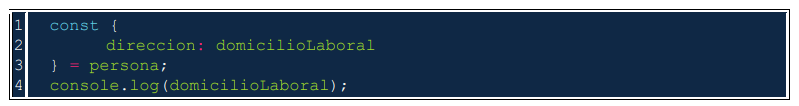 1 const {
2 direccion: domicilioLaboral
3 } = persona;
4 console.log(domicilioLaboral);